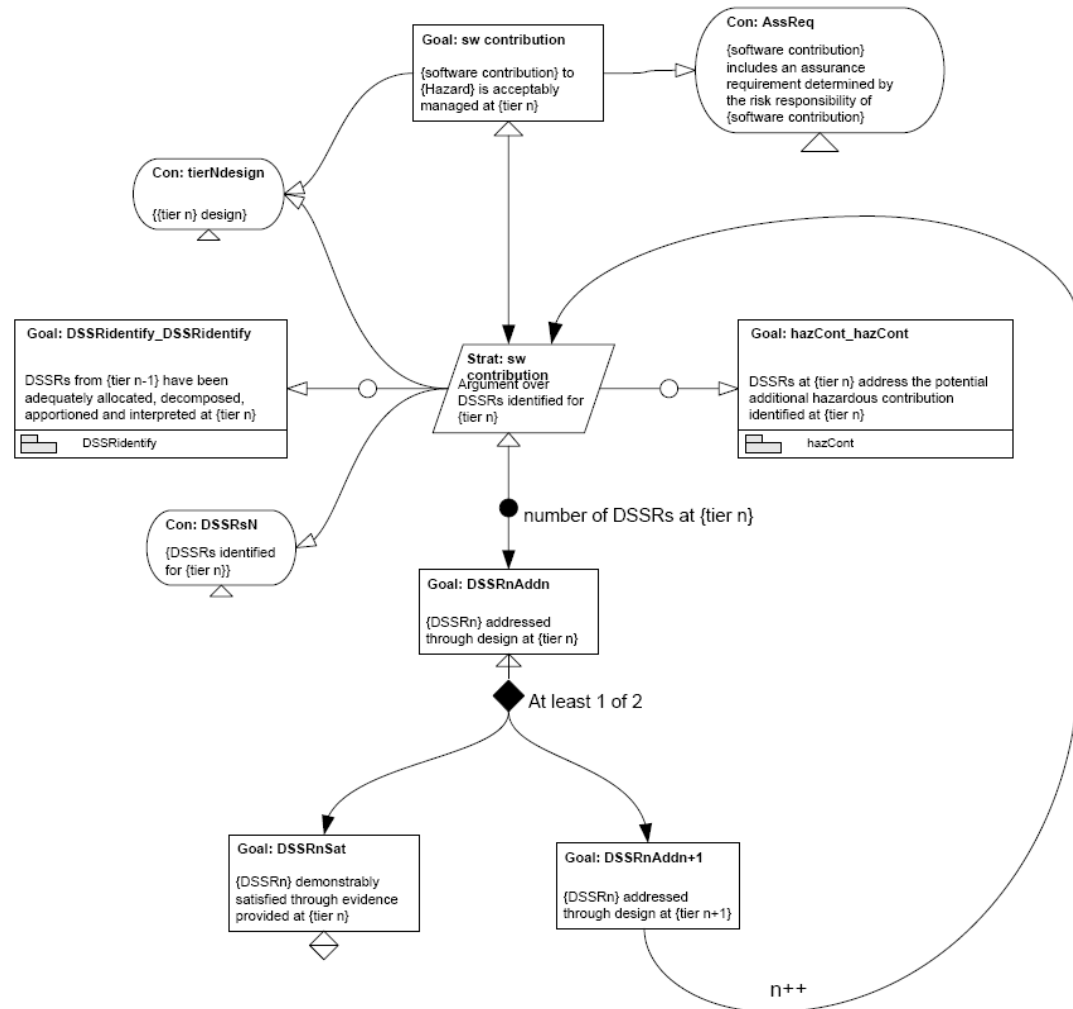 Goal: sw contribution
{software contribution} to
{Hazard} is acceptably
managed at {tier n}
Con: AssReq
{software contribution}
includes an assurance
requirement determined by
the risk responsibility of
{software contribution}
Con: tierNdesign
{{tier n} design}
Goal: DSSRidentify_DSSRidentify
DSSRs from {tier n-1} have been
adequately allocated, decomposed,
apportioned and interpreted at {tier n}
DSSRidentify
Strat: sw
contribution
Argument over
DSSRs identified for
{tier n}
Goal: hazCont_hazCont
DSSRs at {tier n} address the potential
additional hazardous contribution
identified at {tier n}
hazCont
Con: DSSRsN
{DSSRs identified
for {tier n}}
number of DSSRs at {tier n}
Goal: DSSRnAddn
{DSSRn} addressed
through design at {tier n}
At least 1 of 2
Goal: DSSRnSat
{DSSRn} demonstrably
satisfied through evidence
provided at {tier n}
Goal: DSSRnAddn+1
{DSSRn} addressed
through design at {tier n+1}
n++